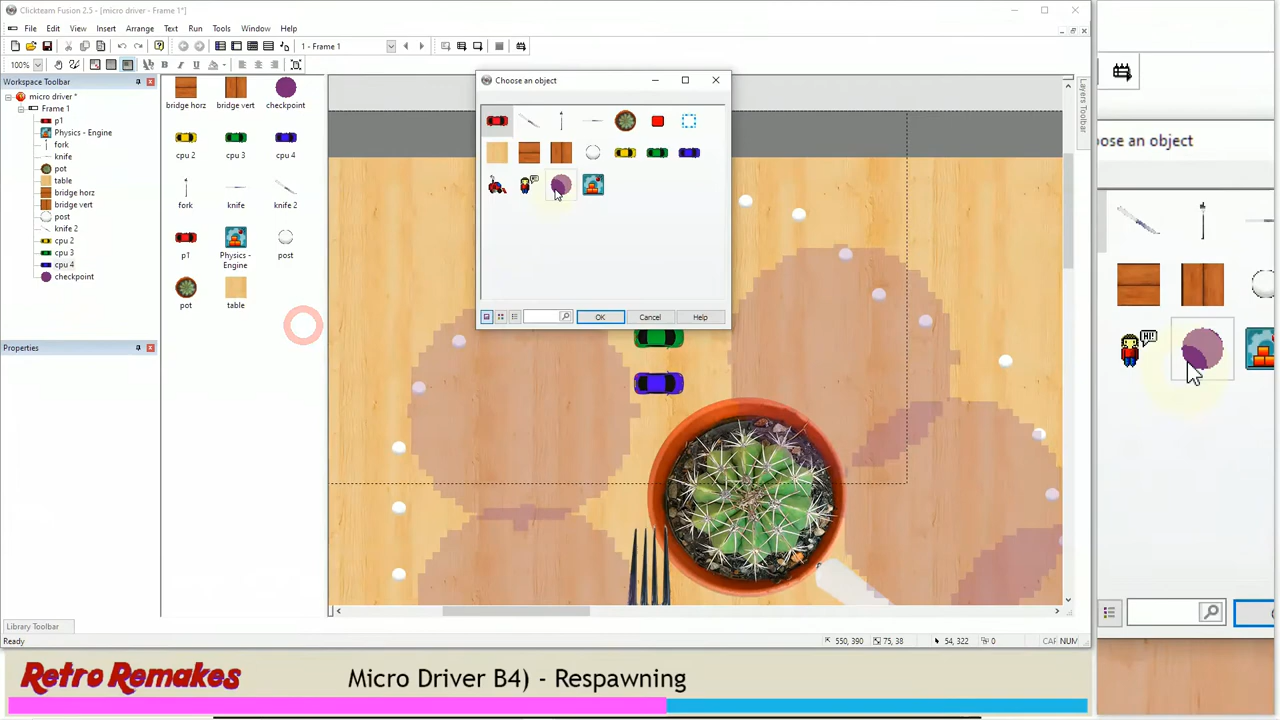 Clickteam Fusion 2.5 - [micro driver - Frame 1*]
File Edit View Insert Arrange Text Run Tools Window Help
1 - Frame 1
100%
B I U
Workspace Toolbar
micro driver *
Frame 1
p1
Physics - Engine
fork
knife
pot
table
bridge horz
bridge vert
post
knife 2
cpu 2
cpu 3
cpu 4
checkpoint
Properties
Library Toolbar
Ready
bridge horz bridge vert checkpoint
cpu 2 cpu 3 cpu 4
fork knife knife 2
p1 Physics - Engine post
pot table
Choose an object
HI!
OK Cancel Help
Layers Toolbar
550, 390 75, 38 54, 322 0 CAF NUM
oose an object
HI!
Retro Remakes
Micro Driver B4) - Respawning